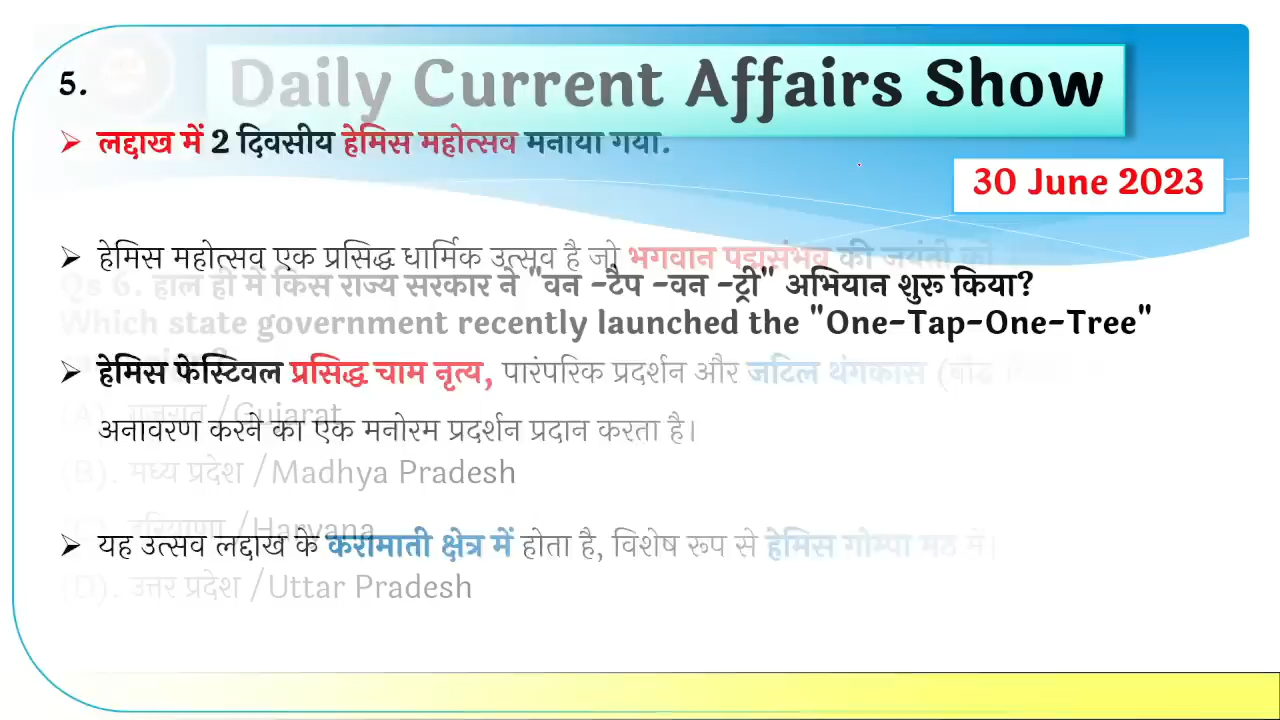 Daily Current Affairs Show
5.
लद्दाख में 2 दिवसीय हेमिस महोत्सव मनाया गया.
30 June 2023
हेमिस महोत्सव एक प्रसिद्ध धार्मिक उत्सव है जो भगवान पद्मसंभव की जयंती को
Qs 6. हाल ही में किस राज्य सरकार ने "वन -टैप -वन -ट्री" अभियान शुरू किया?
Which state government recently launched the "One-Tap-One-Tree"
हेमिस फेस्टिवल प्रसिद्ध चाम नृत्य, पारंपरिक प्रदर्शन और जटिल थंगकास
(A). गुजरात /Gujarat
अनावरण करने का एक मनोरम प्रदर्शन प्रदान करता है।
(B). मध्य प्रदेश /Madhya Pradesh
(C). हरियाणा /Haryana
यह उत्सव लद्दाख के करामाती क्षेत्र में होता है, विशेष रूप से हेमिस गोम्पा मठ में।
(D). उत्तर प्रदेश /Uttar Pradesh